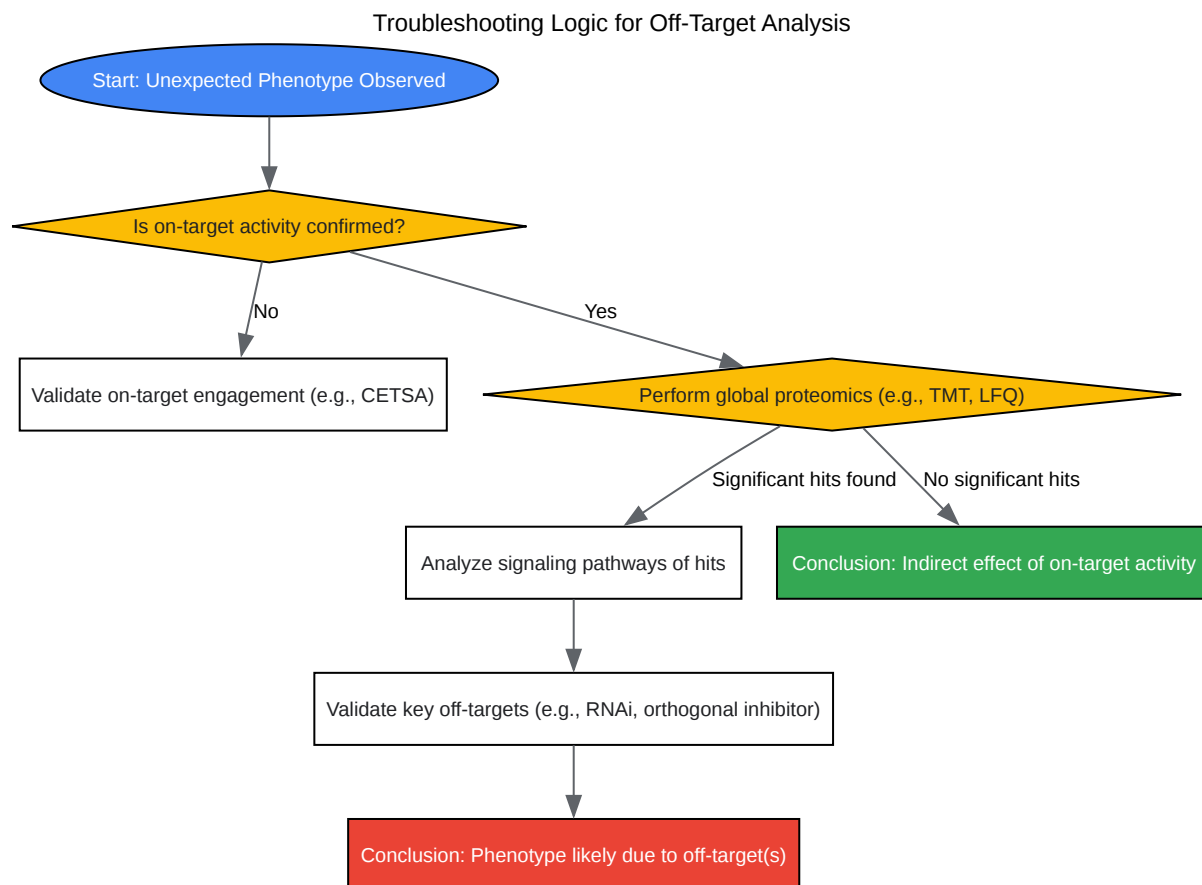 Troubleshooting Logic for Off-Target Analysis
Start: Unexpected Phenotype Observed
Is on-target activity confirmed?
No
Yes
Validate on-target engagement (e.g., CETSA)
Perform global proteomics (e.g., TMT, LFQ)
Significant hits found
No significant hits
Analyze signaling pathways of hits
Conclusion: Indirect effect of on-target activity
Validate key off-targets (e.g., RNAi, orthogonal inhibitor)
Conclusion: Phenotype likely due to off-target(s)